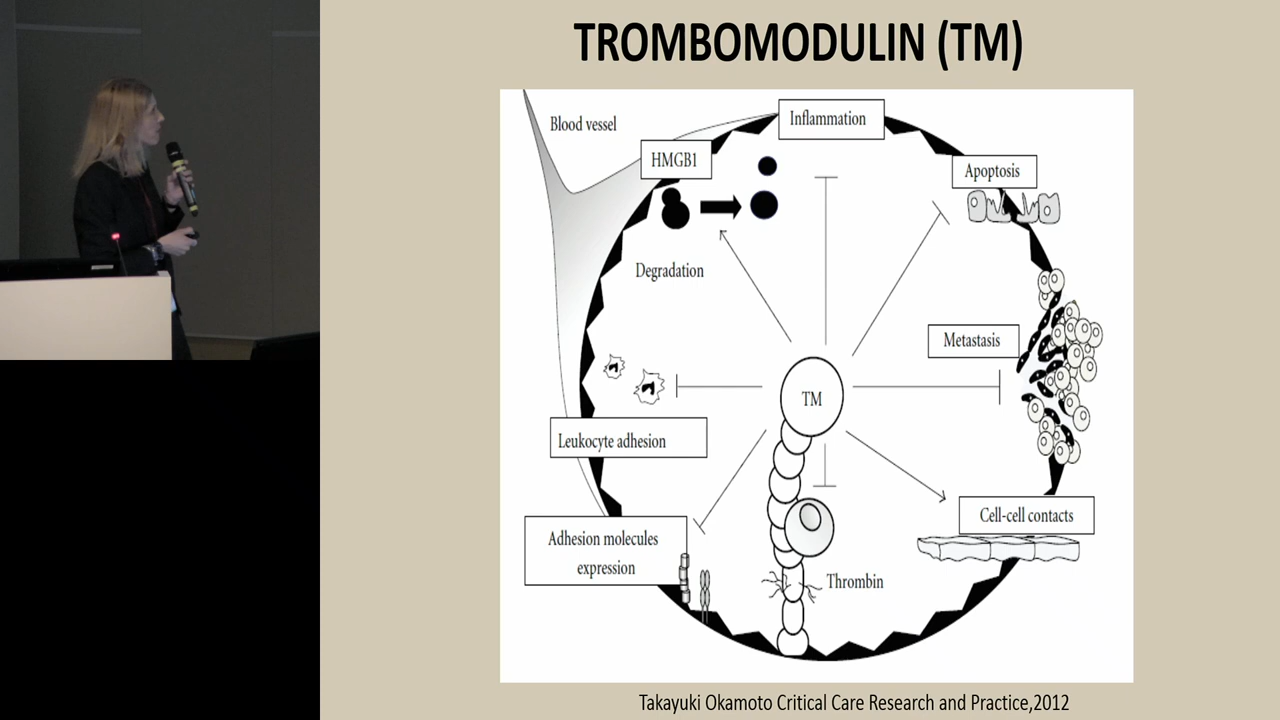 TROMBOMODULIN (TM)
Blood vessel
Inflammation
HMGB1
Apoptosis
Degradation
Metastasis
TM
Leukocyte adhesion
Cell-cell contacts
Adhesion molecules
expression
Thrombin
Takayuki Okamoto Critical Care Research and Practice,2012